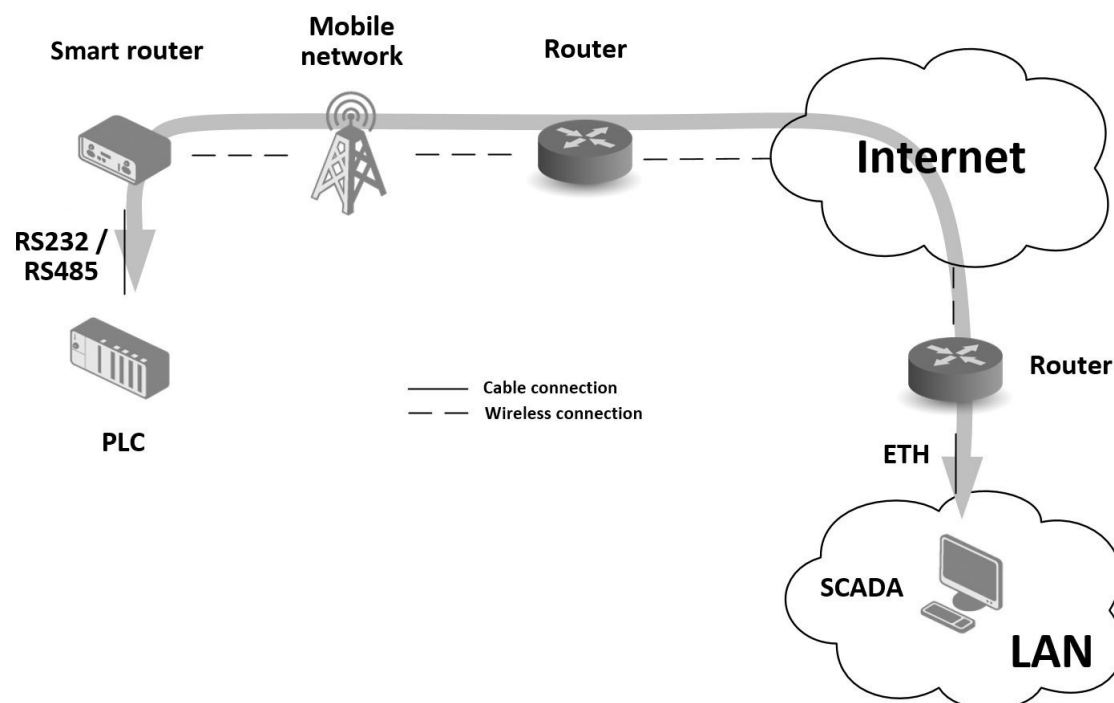 Smart router
Mobile
network
Router
Internet
RS232 /
RS485
PLC
Cable connection
Wireless connection
Router
ETH
SCADA
LAN